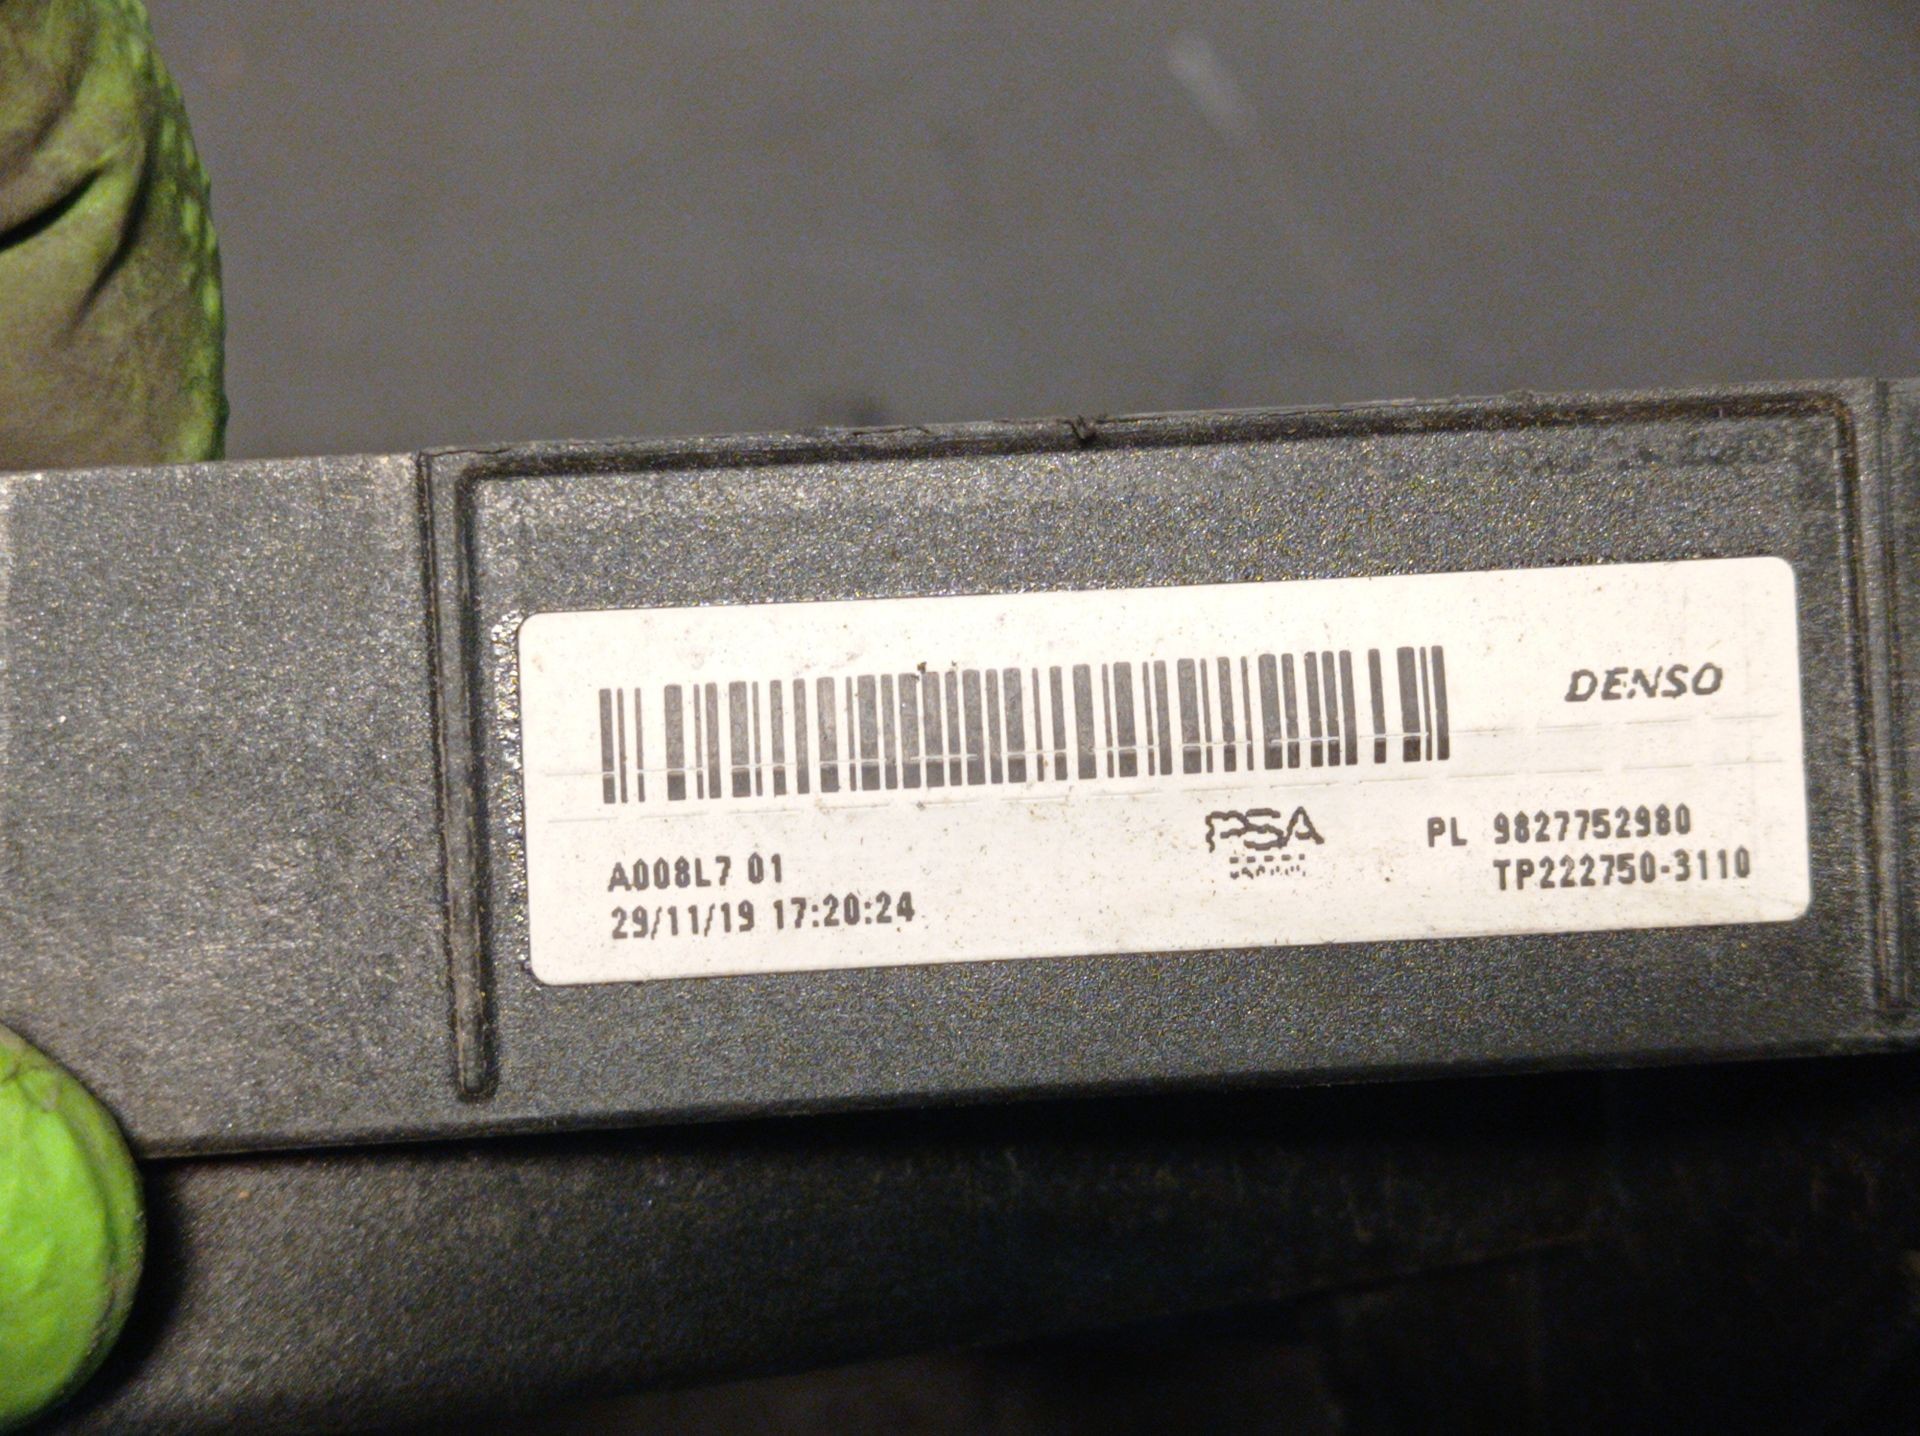 DENSO
PSA
PL 9827752980
TP222750-3110
A008L7 01
29/11/19 17:20:24